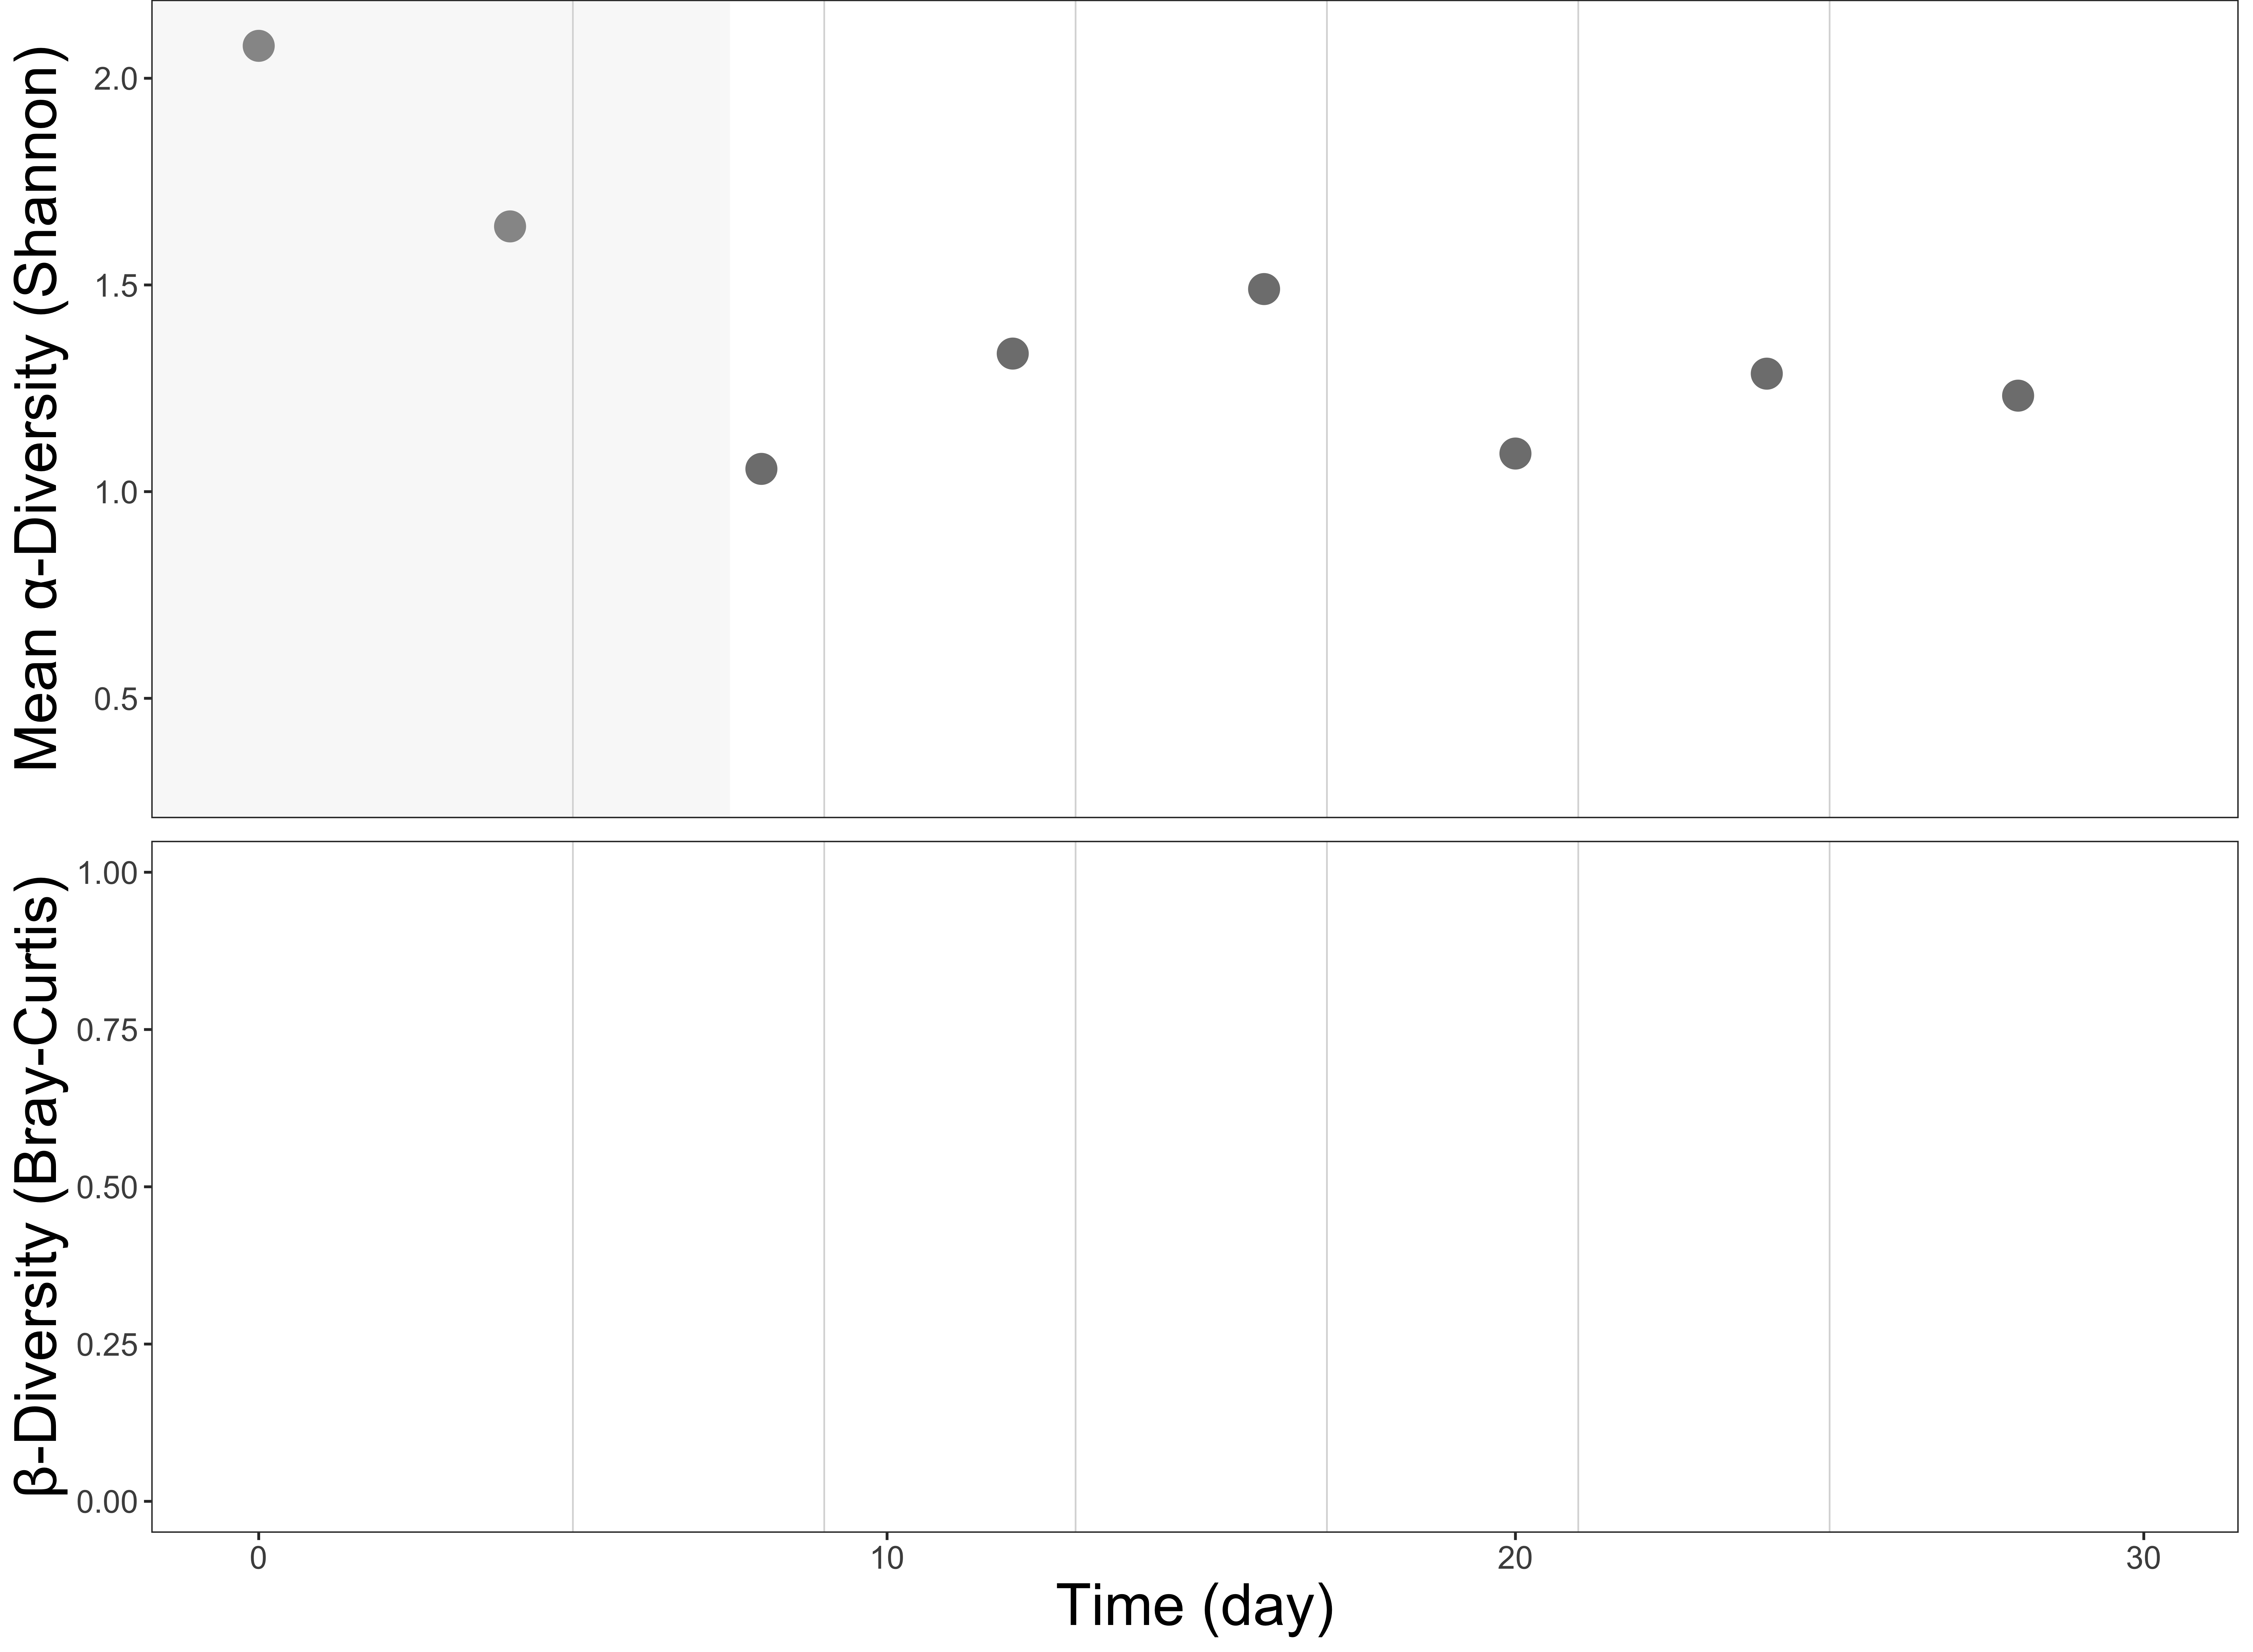 Mean α-Diversity (Shannon)
2.0
1.5
1.0
0.5
β-Diversity (Bray-Curtis)
1.00
0.75
0.50
0.25
0.00
0 10 20 30
Time (day)